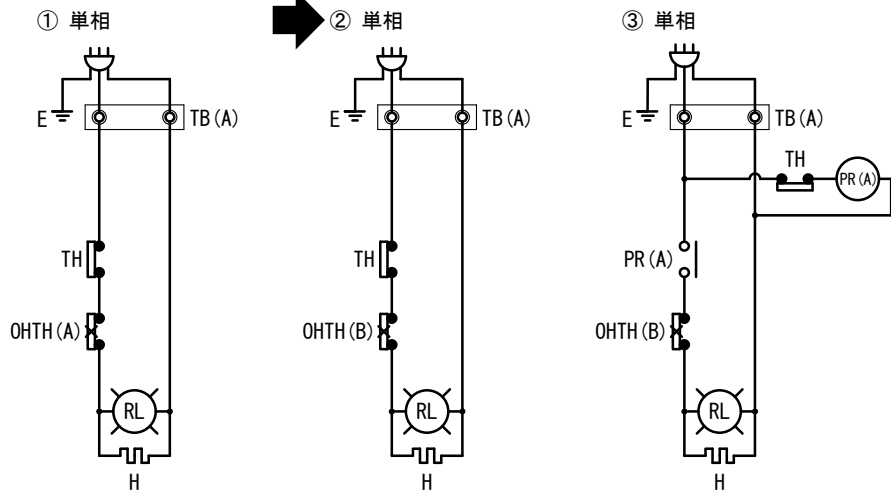 ① 単相
E
TB(A)
TH
OHTH(A)
RL
H
② 単相
E
TB(A)
TH
OHTH(B)
RL
H
③ 単相
E
TB(A)
TH
PR(A)
PR(A)
OHTH(B)
RL
H